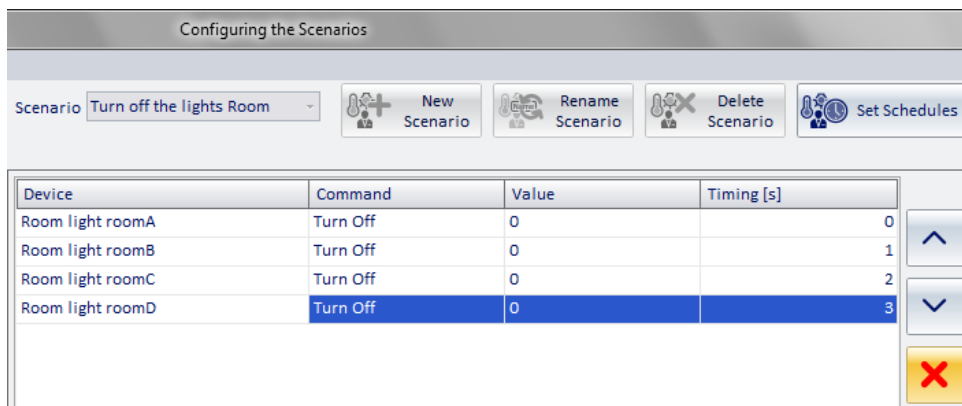 Configuring the Scenarios
Scenario Turn off the lights Room
New Scenario
Rename Scenario
Delete Scenario
Set Schedules
Device Command Value Timing [s]
Room light roomA Turn Off 0 0
Room light roomB Turn Off 0 1
Room light roomC Turn Off 0 2
Room light roomD Turn Off 0 3